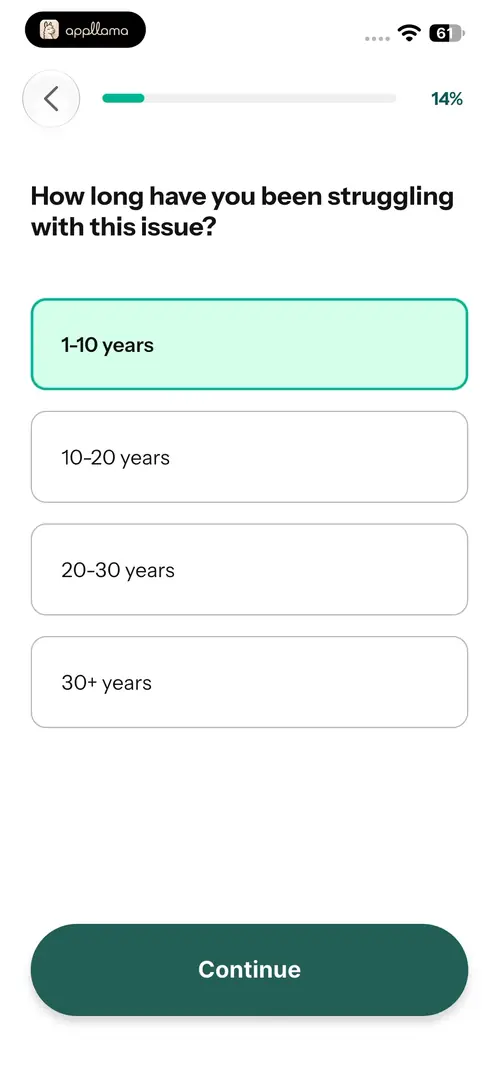 appllama
61
14%
How long have you been struggling
with this issue?
1-10 years
10-20 years
20-30 years
30+ years
Continue